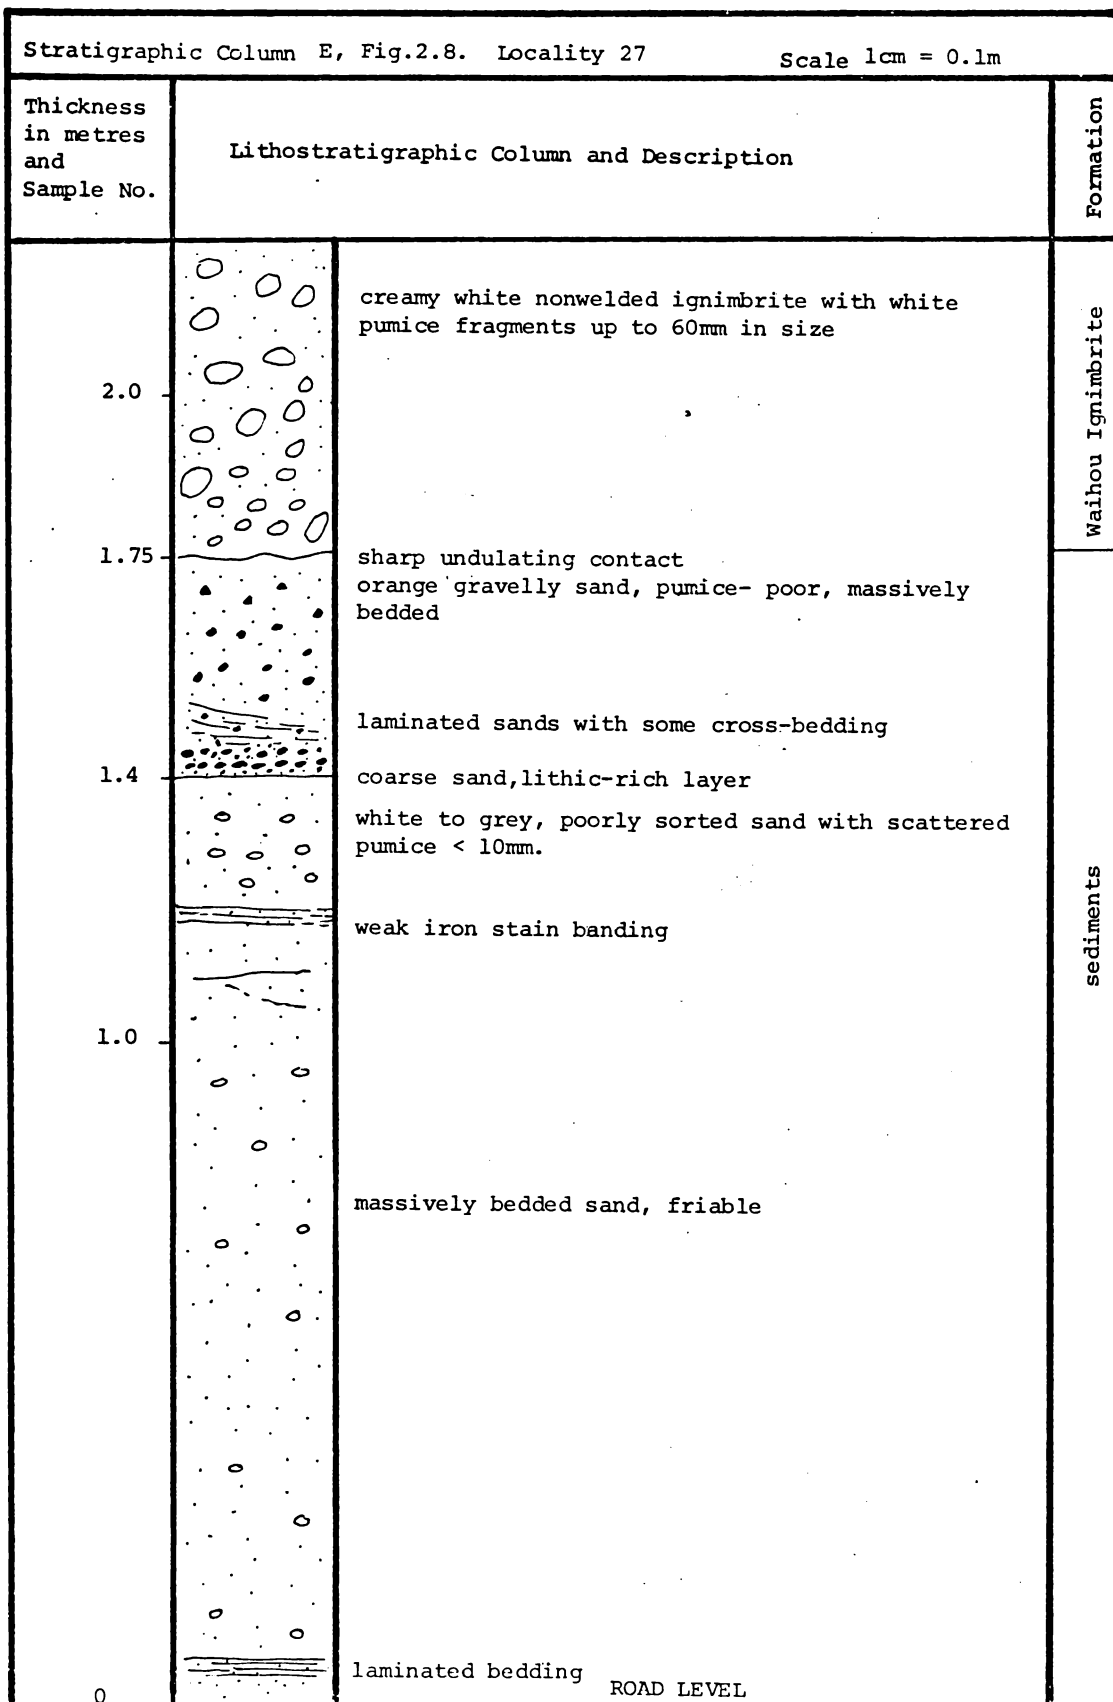 Stratigraphic Column E, Fig.2.8. Locality 27 Scale 1cm = 0.1m
Thickness
in metres
and
Sample No.
Lithostratigraphic Column and Description
Formation
creamy white nonwelded ignimbrite with white
pumice fragments up to 60mm in size
Waihou Ignimbrite
2.0
1.75
sharp undulating contact
orange gravelly sand, pumice- poor, massively
bedded
laminated sands with some cross-bedding
1.4
coarse sand,lithic-rich layer
white to grey, poorly sorted sand with scattered
pumice < 10mm.
sediments
weak iron stain banding
1.0
massively bedded sand, friable
laminated bedding
ROAD LEVEL
0